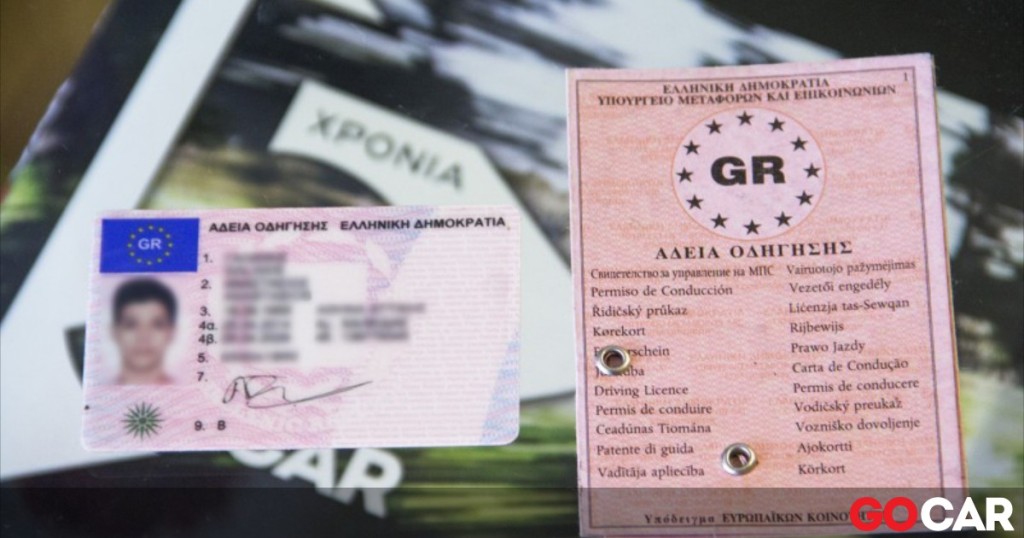 ΧΡΟΝΙΑ
GR
ΑΔΕΙΑ ΟΔΗΓΗΣΗΣ ΕΛΛΗΝΙΚΗ ΔΗΜΟΚΡΑΤΙΑ
1.
2.
3.
4α.
4β.
5.
7.
9. Β
CAR
1
ΕΛΛΗΝΙΚΗ ΔΗΜΟΚΡΑΤΙΑ
ΥΠΟΥΡΓΕΙΟ ΜΕΤΑΦΟΡΩΝ ΚΑΙ ΕΠΙΚΟΙΝΩΝΙΩΝ
GR
ΑΔΕΙΑ ΟΔΗΓΗΣΗΣ
Свидетелство за управление на МПС Vairuotojo pažymėjimas
Permiso de Conducción Vezetői engedély
Řidičský průkaz Liċenzja tas-Sewqan
Kørekort Rijbewijs
Prawo Jazdy
Carta de Condução
Driving Licence Permis de conducere
Permis de conduire Vodičský preukaz
Ceadúnas Tiomána Vozniško dovoljenje
Patente di guida Ajokortti
Vadītāja apliecība Körkort
Υπόδειγμα ΕΥΡΩΠΑΪΚΩΝ
GOCAR